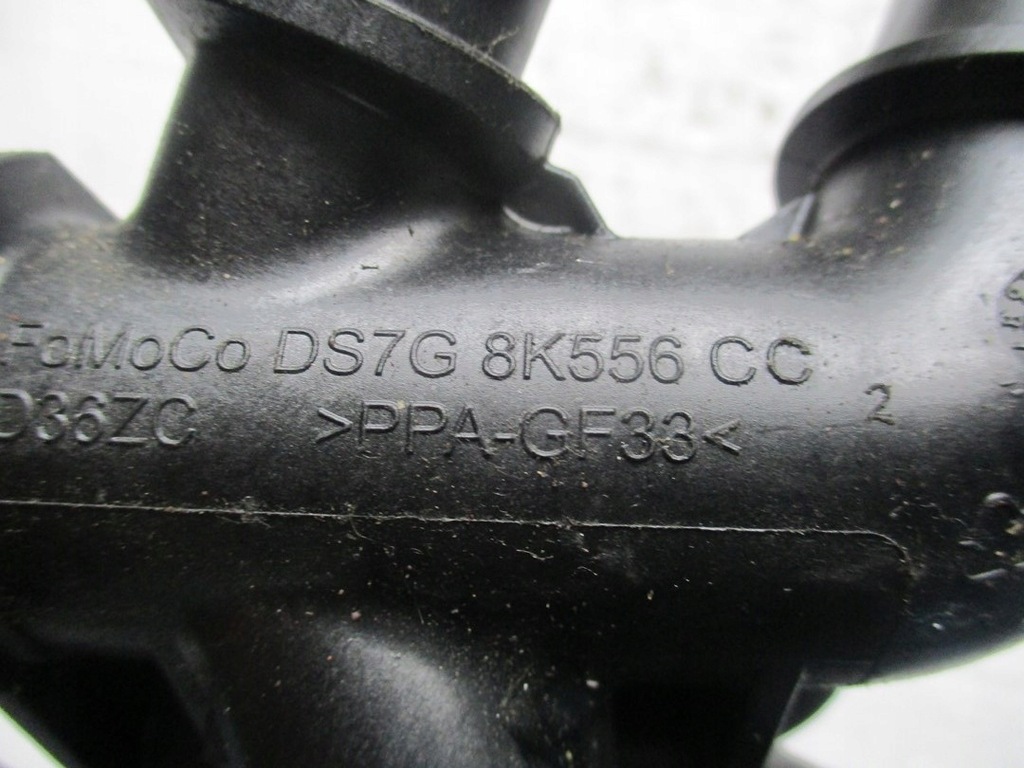 FoMoCo DS7G 8K556 CC
D36ZC >PPA-GF33< 2